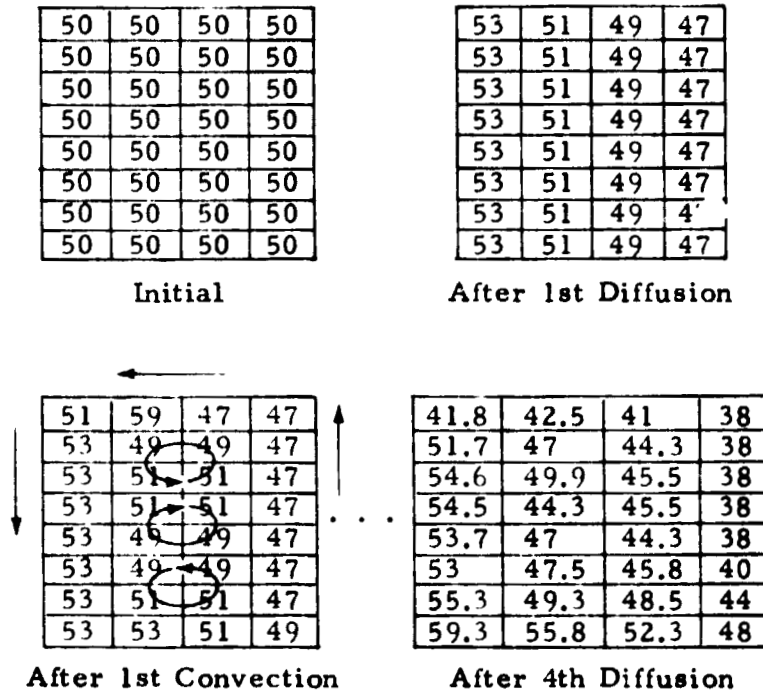 50 50 50 50
50 50 50 50
50 50 50 50
50 50 50 50
50 50 50 50
50 50 50 50
50 50 50 50
50 50 50 50
Initial
53 51 49 47
53 51 49 47
53 51 49 47
53 51 49 47
53 51 49 47
53 51 49 47
53 51 49
53 51 49 47
After 1st Diffusion
51 59 47 47
53 49 49 47
53 51 51 47
53 51 51 47
53 49 49 47
53 49 49 47
53 51 51 47
53 53 51 49
After 1st Convection
. . .
41.8 42.5 41 38
51.7 47 44.3 38
54.6 49.9 45.5 38
54.5 44.3 45.5 38
53.7 47 44.3 38
53 47.5 45.8 40
55.3 49.3 48.5 44
59.3 55.8 52.3 48
After 4th Diffusion